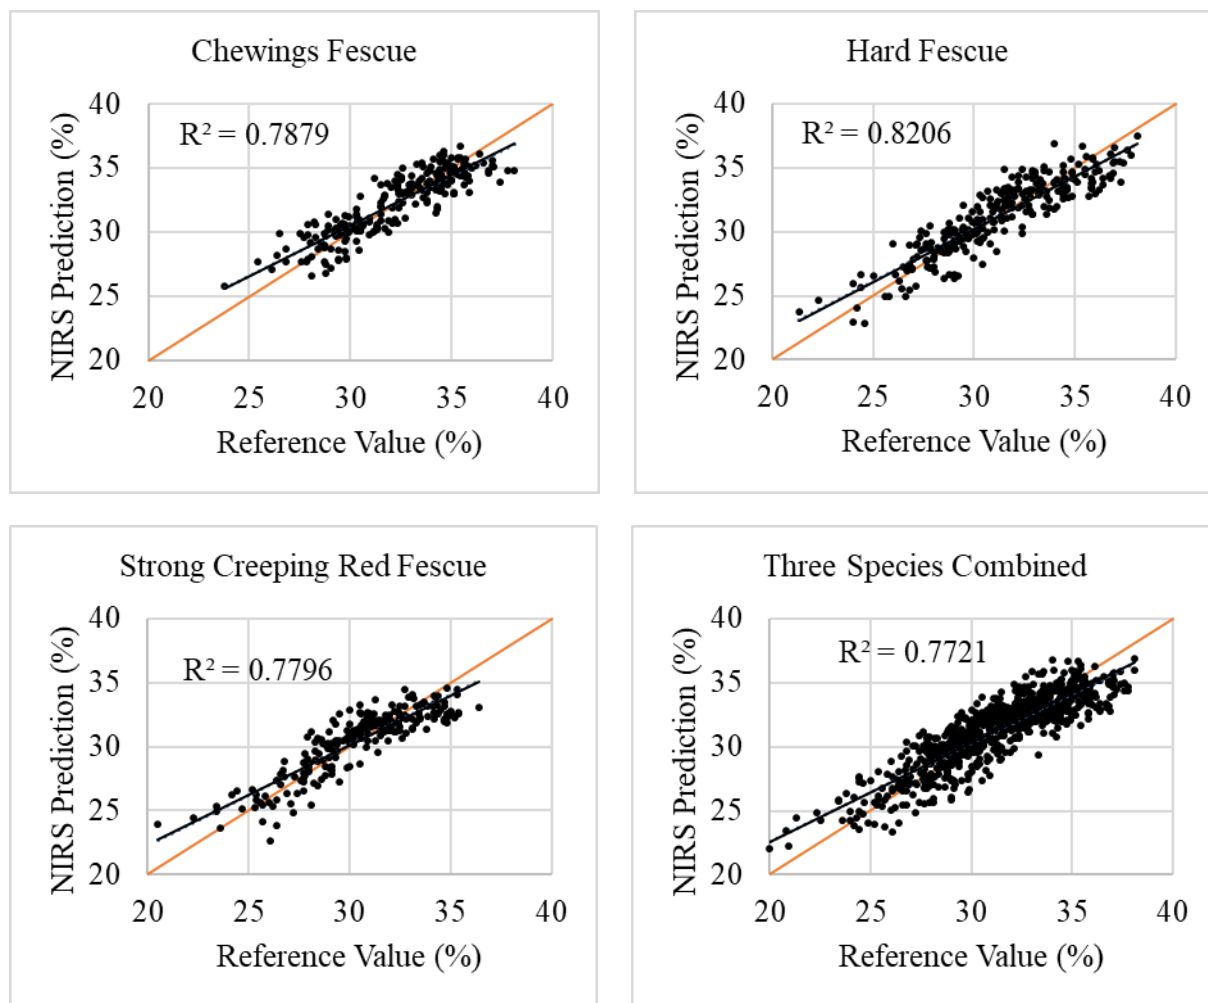 Chewings Fescue
R² = 0.7879
NIRS Prediction (%)
40
35
30
25
20
20 25 30 35 40
Reference Value (%)
Hard Fescue
R² = 0.8206
NIRS Prediction (%)
40
35
30
25
20
20 25 30 35 40
Reference Value (%)
Strong Creeping Red Fescue
R² = 0.7796
NIRS Prediction (%)
40
35
30
25
20
20 25 30 35 40
Reference Value (%)
Three Species Combined
R² = 0.7721
NIRS Prediction (%)
40
35
30
25
20
20 25 30 35 40
Reference Value (%)